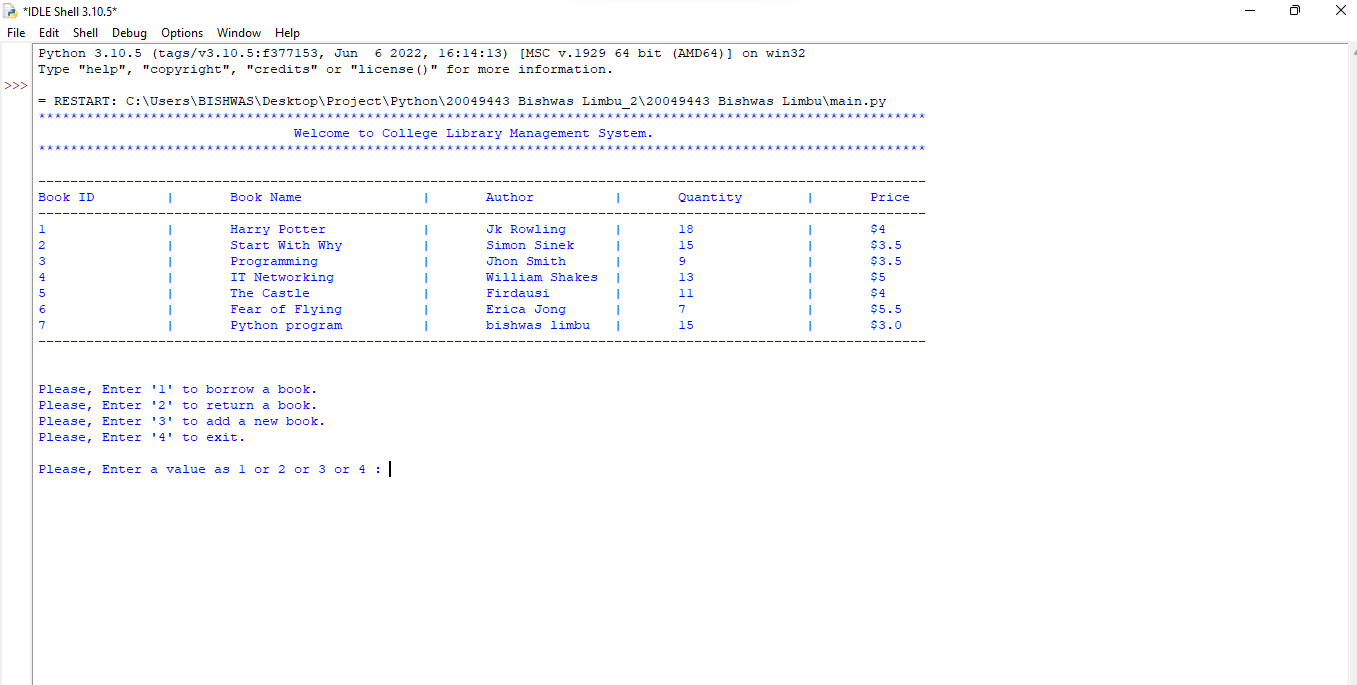 *IDLE Shell 3.10.5*
File Edit Shell Debug Options Window Help
Python 3.10.5 (tags/v3.10.5:f377153, Jun  6 2022, 16:14:13) [MSC v.1929 64 bit (AMD64)] on win32
Type "help", "copyright", "credits" or "license()" for more information.
>>>
= RESTART: C:\Users\BISHWAS\Desktop\Project\Python\20049443 Bishwas Limbu_2\20049443 Bishwas Limbu\main.py
***************************************************************************************************************
Welcome to College Library Management System.
***************************************************************************************************************
---------------------------------------------------------------------------------------------------------------
Book ID | Book Name | Author | Quantity | Price
---------------------------------------------------------------------------------------------------------------
1 | Harry Potter | Jk Rowling | 18 | $4
2 | Start With Why | Simon Sinek | 15 | $3.5
3 | Programming | Jhon Smith | 9 | $3.5
4 | IT Networking | William Shakes | 13 | $5
5 | The Castle | Firdausi | 11 | $4
6 | Fear of Flying | Erica Jong | 7 | $5.5
7 | Python program | bishwas limbu | 15 | $3.0
---------------------------------------------------------------------------------------------------------------
Please, Enter '1' to borrow a book.
Please, Enter '2' to return a book.
Please, Enter '3' to add a new book.
Please, Enter '4' to exit.
Please, Enter a value as 1 or 2 or 3 or 4 :